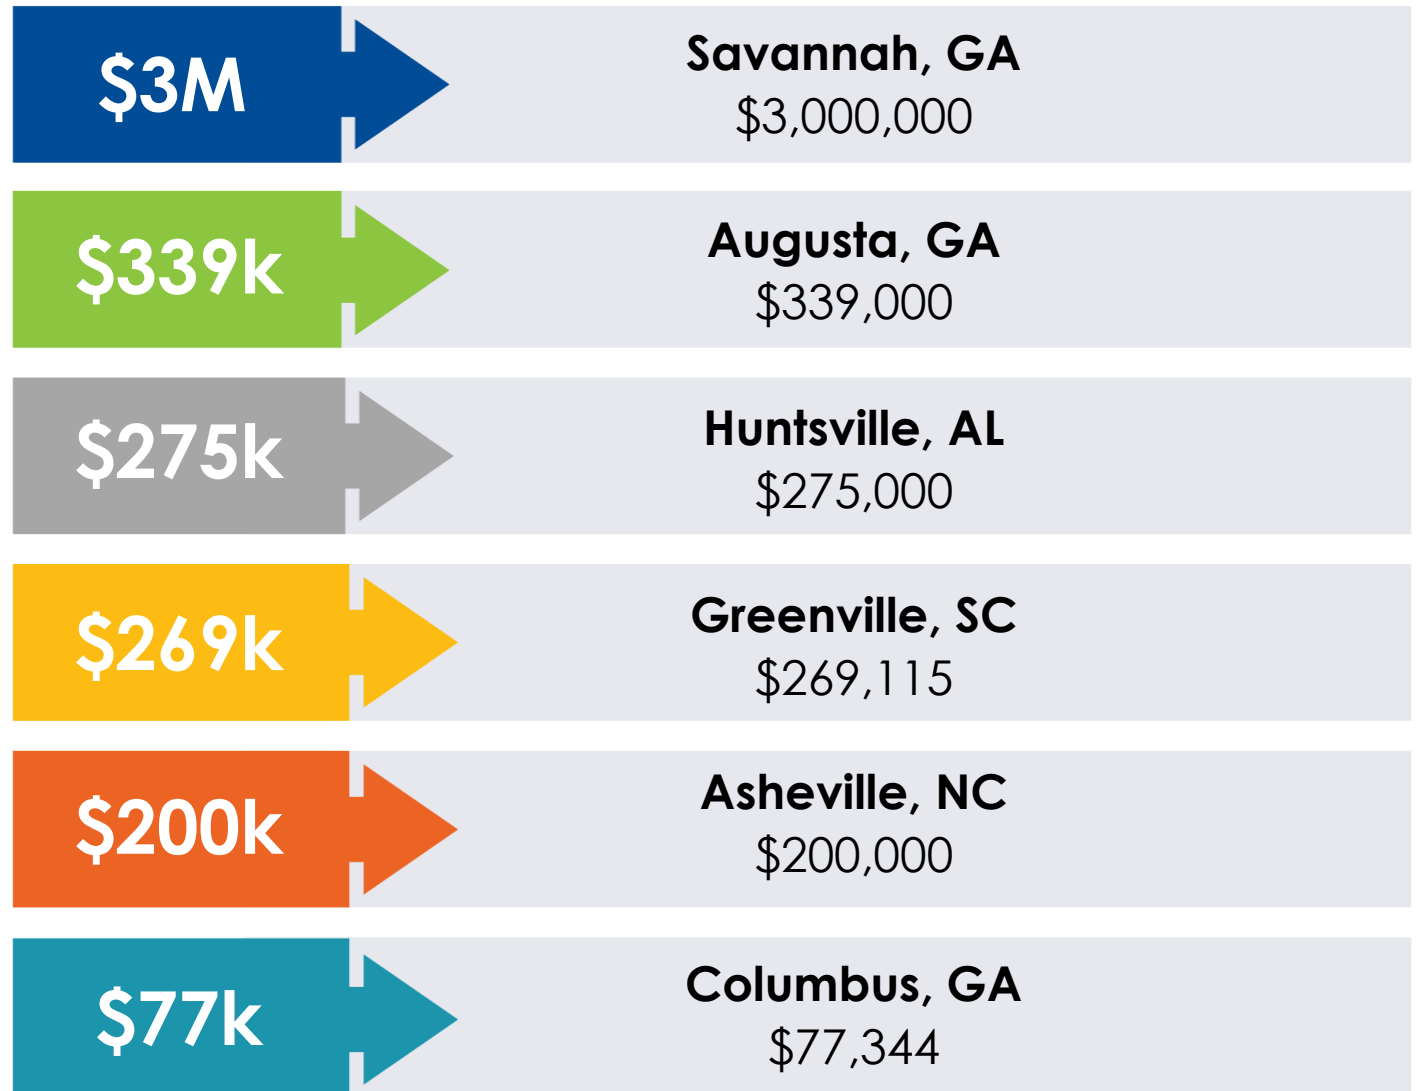 $3M
Savannah, GA
$3,000,000
$339k
Augusta, GA
$339,000
$275k
Huntsville, AL
$275,000
$269k
Greenville, SC
$269,115
$200k
Asheville, NC
$200,000
$77k
Columbus, GA
$77,344